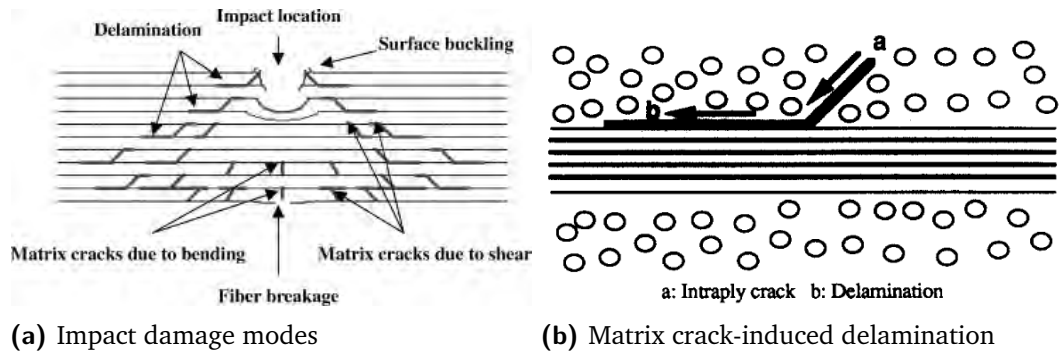 Impact location
Delamination
Surface buckling
Matrix cracks due to bending
Matrix cracks due to shear
Fiber breakage
(a) Impact damage modes
a
b
a: Intraply crack b: Delamination
(b) Matrix crack-induced delamination